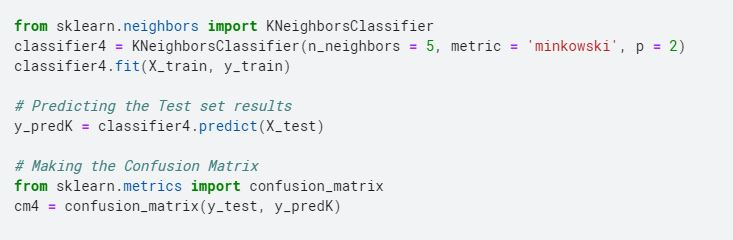 from sklearn.neighbors import KNeighborsClassifier
classifier4 = KNeighborsClassifier(n_neighbors = 5, metric = 'minkowski', p = 2)
classifier4.fit(X_train, y_train)
# Predicting the Test set results
y_predK = classifier4.predict(X_test)
# Making the Confusion Matrix
from sklearn.metrics import confusion_matrix
cm4 = confusion_matrix(y_test, y_predK)